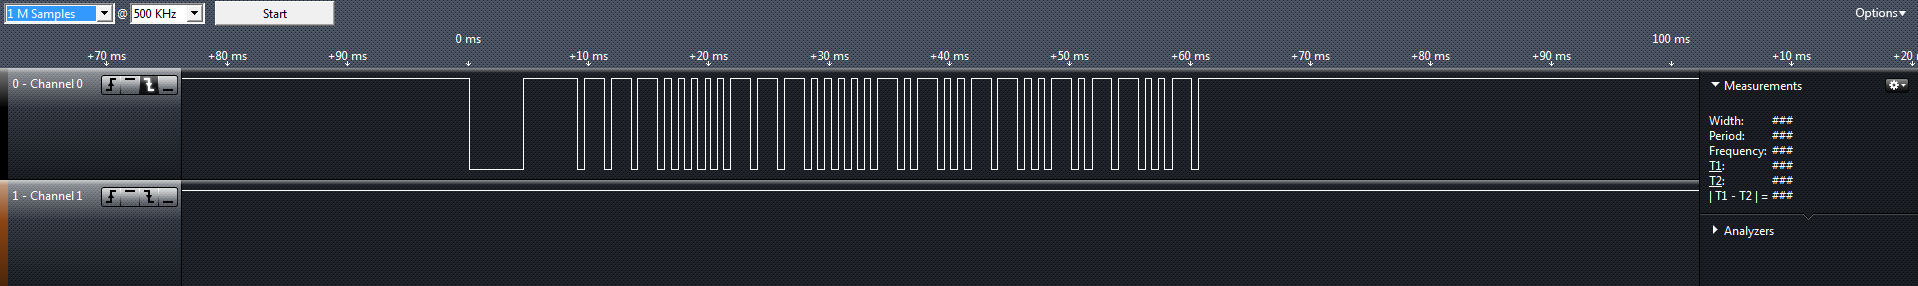 1 M Samples @ 500 KHz Start Options
0 ms 100 ms
+70 ms +80 ms +90 ms +10 ms +20 ms +30 ms +40 ms +50 ms +60 ms +70 ms +80 ms +90 ms +10 ms +20
0 - Channel 0
Measurements
Width: ###
Period: ###
Frequency: ###
T1: ###
T2: ###
| T1 - T2 | = ###
1 - Channel 1
Analyzers